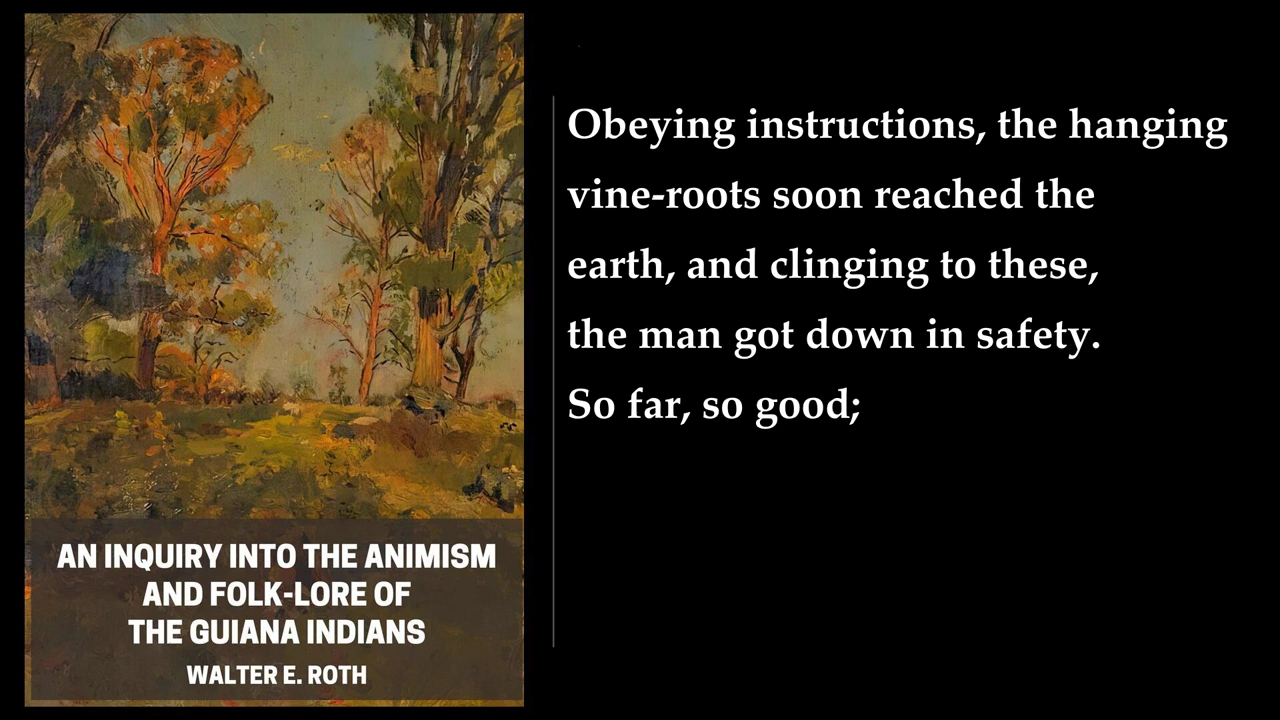 Obeying instructions, the hanging
vine-roots soon reached the
earth, and clinging to these,
the man got down in safety.
So far, so good;
AN INQUIRY INTO THE ANIMISM
AND FOLK-LORE OF
THE GUIANA INDIANS
WALTER E. ROTH